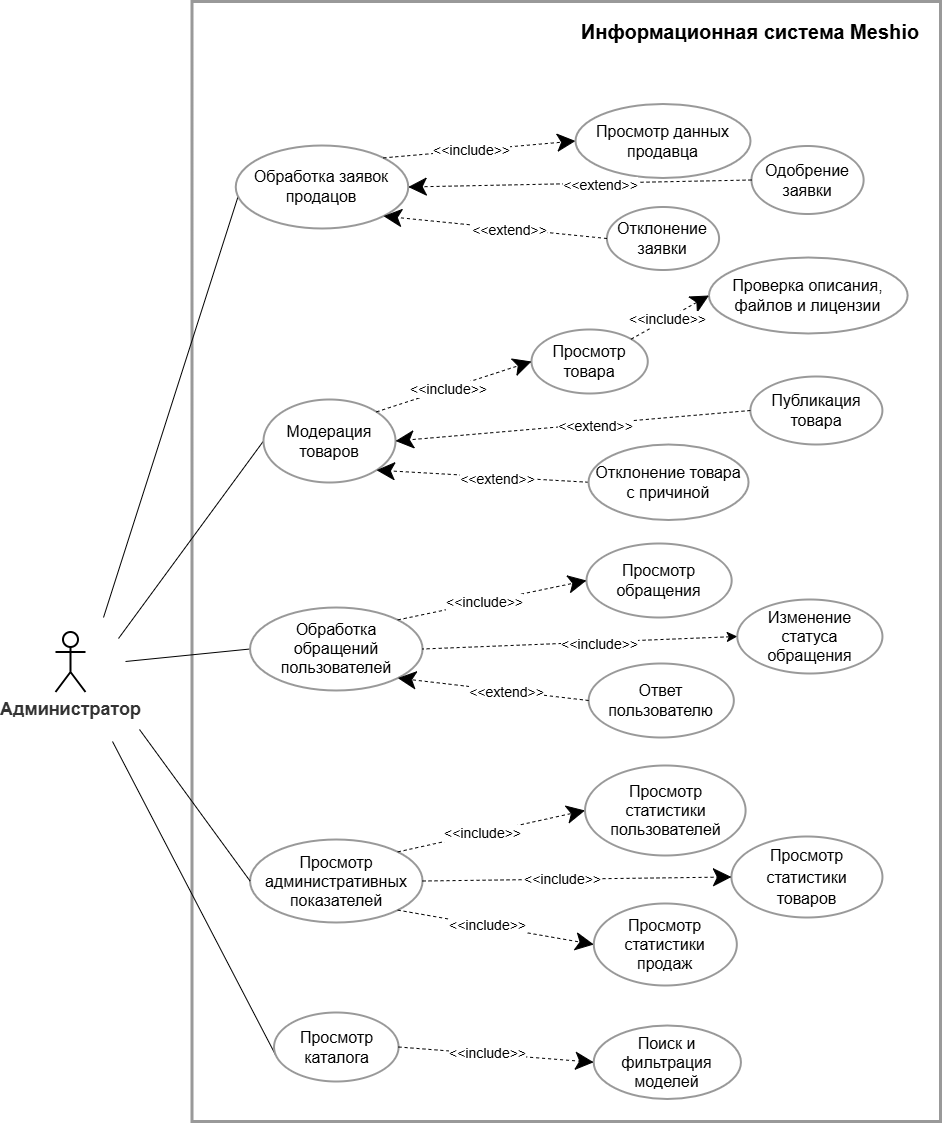 Информационная система Meshio
Просмотр данных
продавца
<<include>>
Обработка заявок
продацов
Одобрение
заявки
<<extend>>
<<extend>>
Отклонение
заявки
Проверка описания,
файлов и лицензии
<<include>>
Просмотр
товара
<<include>>
Модерация
товаров
Публикация
товара
<<extend>>
<<extend>>
Отклонение товара
с причиной
Просмотр
обращения
<<include>>
Обработка
обращений
пользователей
<<include>>
Изменение
статуса
обращения
<<extend>>
Ответ
пользователю
Администратор
Просмотр
статистики
пользователей
<<include>>
Просмотр
административных
показателей
<<include>>
Просмотр
статистики
товаров
<<include>>
Просмотр
статистики
продаж
Просмотр
каталога
<<include>>
Поиск и
фильтрация
моделей